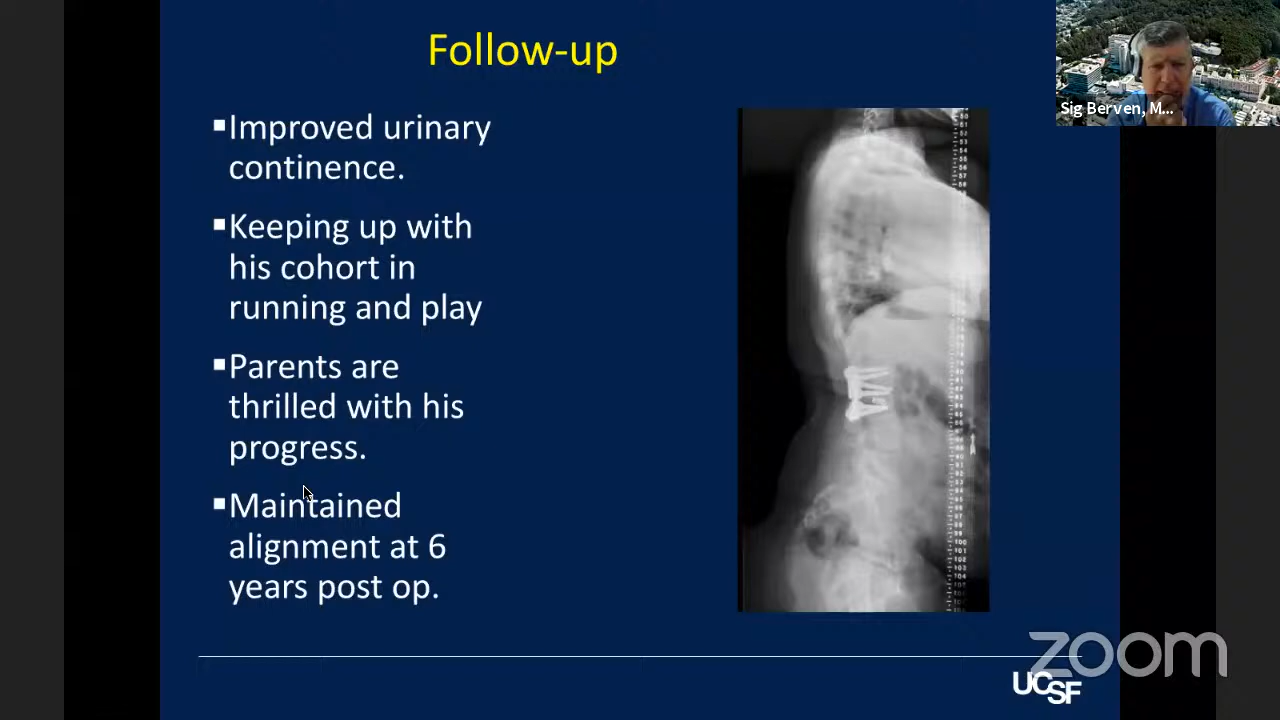 Follow-up
Sig Berven, M...
▪Improved urinary
continence.
▪Keeping up with
his cohort in
running and play
▪Parents are
thrilled with his
progress.
▪Maintained
alignment at 6
years post op.
zoom
UCSF